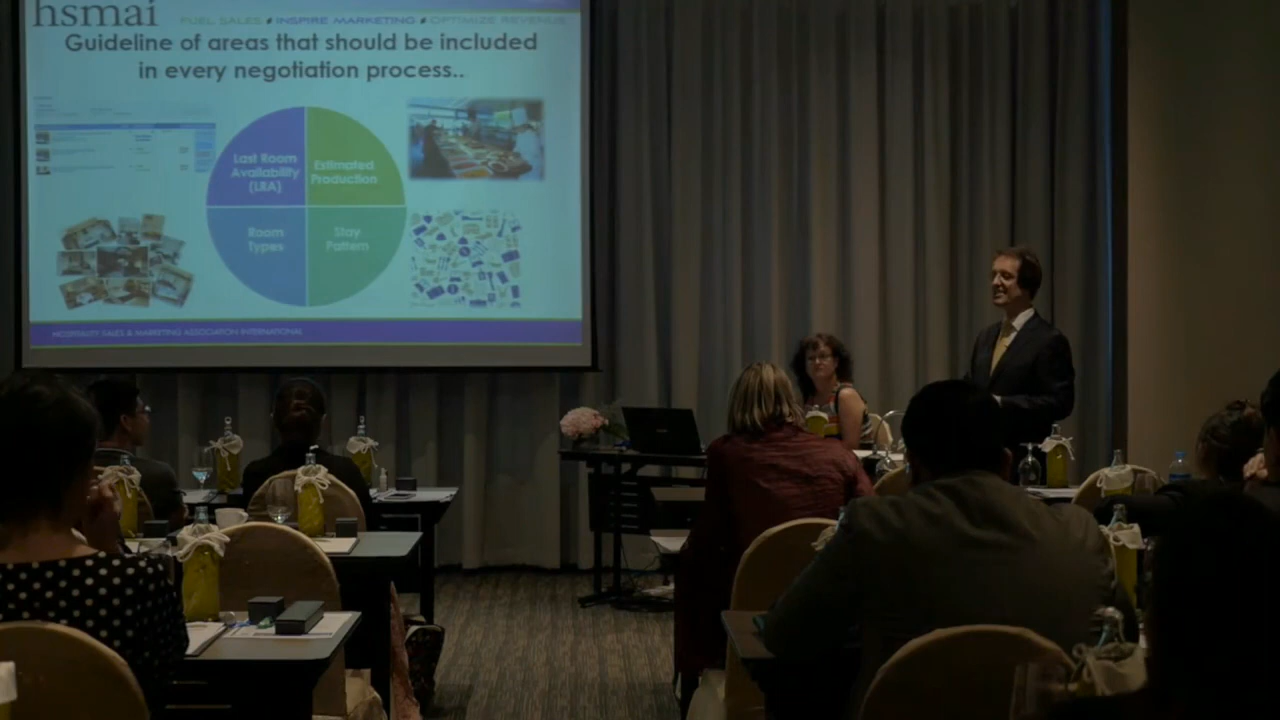 hsmai
FUEL SALES INSPIRE MARKETING OPTIMIZE REVENUE
Guideline of areas that should be included
in every negotiation process..
Last Room
Availability
(LRA)
Estimated
Production
Room
Types
Stay
Pattern
HOSPITALITY SALES & MARKETING ASSOCIATION INTERNATIONAL